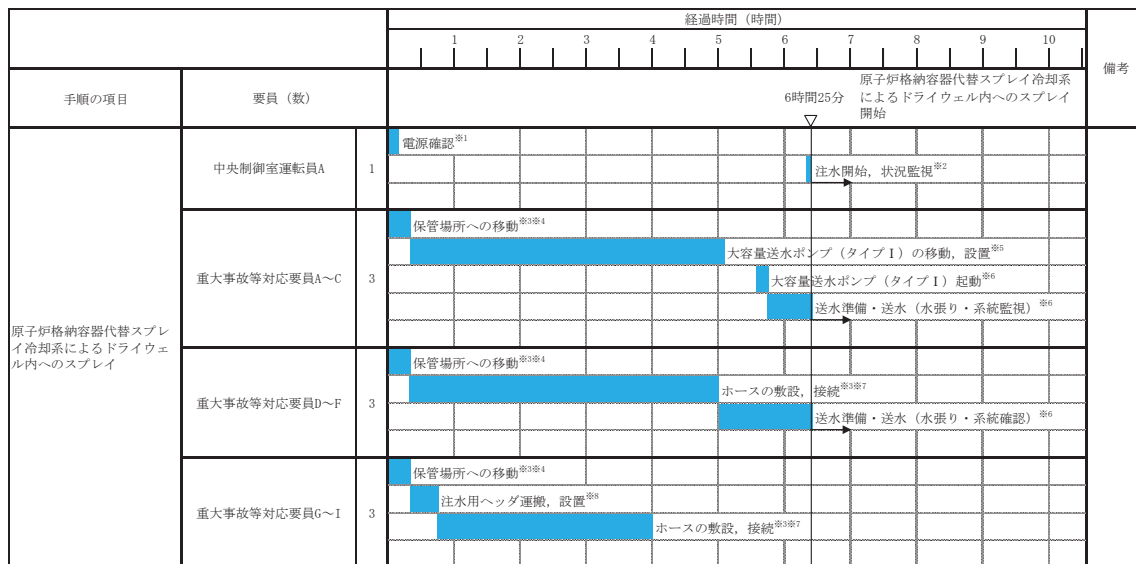 経過時間（時間）
1 2 3 4 5 6 7 8 9 10
備考
手順の項目
要員（数）
6時間25分
原子炉格納容器代替スプレイ冷却系
によるドライウェル内へのスプレイ
開始
原子炉格納容器代替スプレ
イ冷却系によるドライウェ
ル内へのスプレイ
中央制御室運転員A
1
電源確認※1
注水開始，状況監視※2
重大事故等対応要員A～C
3
保管場所への移動※3※4
大容量送水ポンプ（タイプⅠ）の移動，設置※5
大容量送水ポンプ（タイプⅠ）起動※6
送水準備・送水（水張り・系統監視）※6
重大事故等対応要員D～F
3
保管場所への移動※3※4
ホースの敷設，接続※3※7
送水準備・送水（水張り・系統確認）※6
重大事故等対応要員G～I
3
保管場所への移動※3※4
注水用ヘッダ運搬，設置※8
ホースの敷設，接続※3※7